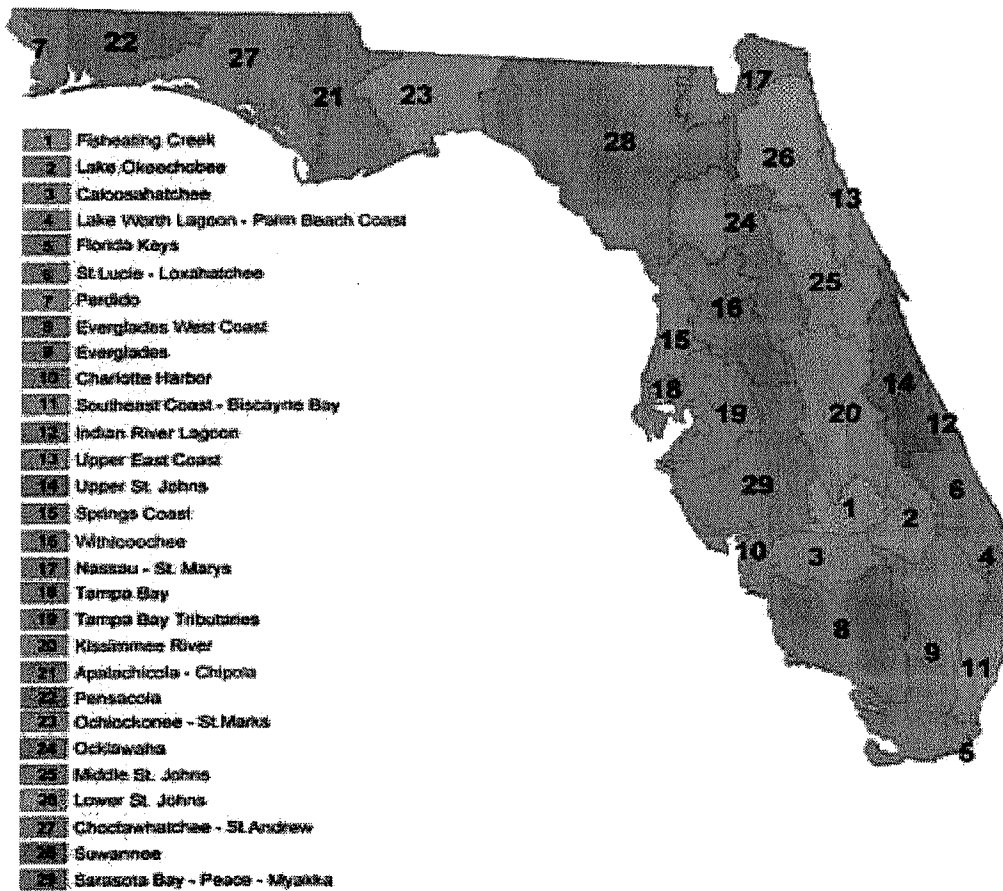 7
22
27
21
23
28
17
26
13
24
25
16
15
14
18
19
20
12
29
6
1
2
10
3
4
8
9
11
5
1 Fisheating Creek
2 Lake Okeechobee
3 Caloosahatchee
4 Lake Worth Lagoon - Palm Beach Coast
5 Florida Keys
6 St Lucie - Loxahatchee
7 Perdido
8 Everglades West Coast
9 Everglades
10 Charlotte Harbor
11 Southeast Coast - Biscayne Bay
12 Indian River Lagoon
13 Upper East Coast
14 Upper St. Johns
15 Springs Coast
16 Withlcoochee
17 Nassau - St. Marys
18 Tampa Bay
19 Tampa Bay Tributaries
20 Kissimmee River
21 Apalachicola - Chipola
22 Pensacola
23 Ochlockonee - St.Marks
24 Ocklawaha
25 Middle St. Johns
26 Lower St. Johns
27 Choctawhatchee - St.Andrew
28 Suwannee
29 Sarasota Bay - Peace - Myakka